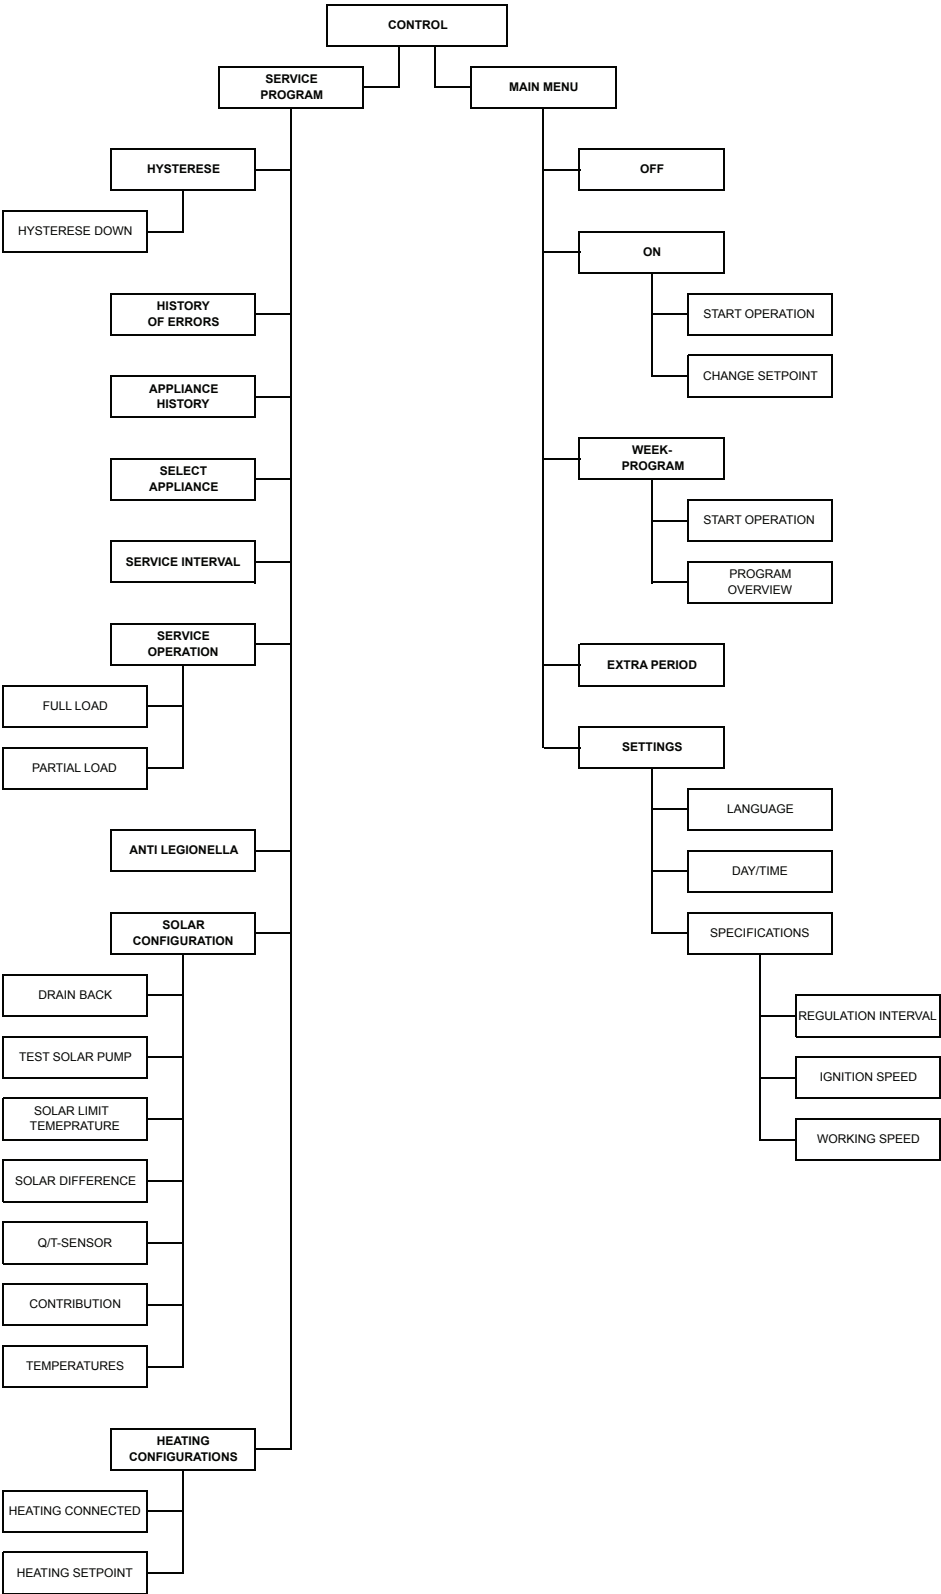 CONTROL
SERVICE
PROGRAM
HYSTERESE
HYSTERESE DOWN
HISTORY
OF ERRORS
APPLIANCE
HISTORY
SELECT
APPLIANCE
SERVICE INTERVAL
SERVICE
OPERATION
FULL LOAD
PARTIAL LOAD
ANTI LEGIONELLA
SOLAR
CONFIGURATION
DRAIN BACK
TEST SOLAR PUMP
SOLAR LIMIT
TEMEPRATURE
SOLAR DIFFERENCE
Q/T-SENSOR
CONTRIBUTION
TEMPERATURES
HEATING
CONFIGURATIONS
HEATING CONNECTED
HEATING SETPOINT
MAIN MENU
OFF
ON
START OPERATION
CHANGE SETPOINT
WEEK-
PROGRAM
START OPERATION
PROGRAM
OVERVIEW
EXTRA PERIOD
SETTINGS
LANGUAGE
DAY/TIME
SPECIFICATIONS
REGULATION INTERVAL
IGNITION SPEED
WORKING SPEED